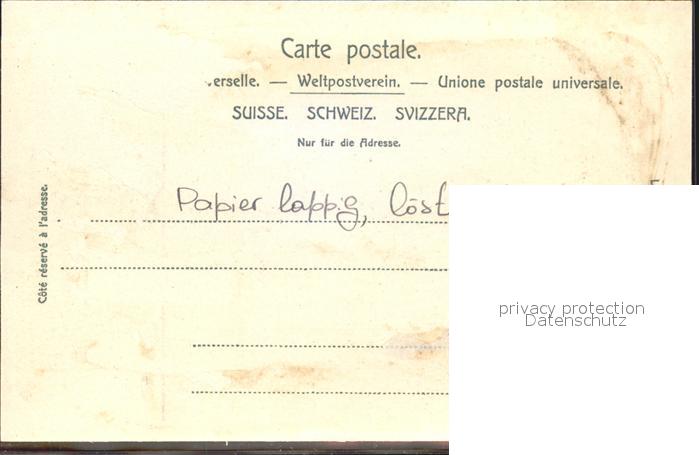 Carte postale.
erselle. — Weltpostverein. — Unione postale universale.
SUISSE. SCHWEIZ. SVIZZERA.
Nur für die Adresse.
Papier lappig, löst
Côté réservé à l'adresse.
privacy protection
Datenschutz